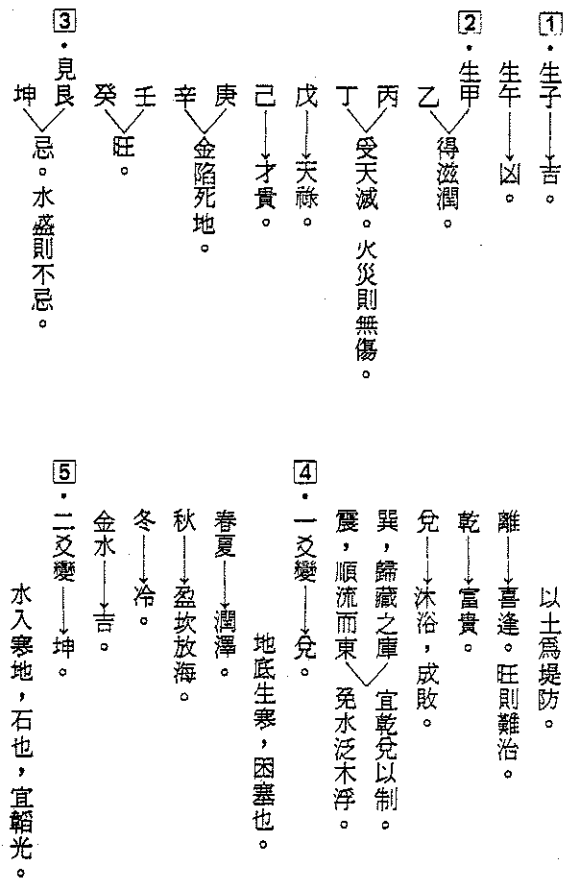 1・生子→吉。
生午→凶。
2・生甲
乙
得滋潤。
丙
丁
受天滅。火災則無傷。
戊→天祿。
己→才貴。
庚
辛
金陷死地。
壬
癸
旺。
3・見艮
坤
忌。水盛則不忌。
以土爲堤防。
離→喜逢。旺則難治。
乾→富貴。
兌→沐浴，成敗。
巽，歸藏之庫
震，順流而東
宜乾兌以制。
免水泛木浮。
4・一爻變→兌。
地底生寒，困塞也。
春夏→潤澤。
秋→盈坎放海。
冬→冷。
金水→吉。
5・二爻變→坤。
水入寒地，石也，宜韜光。